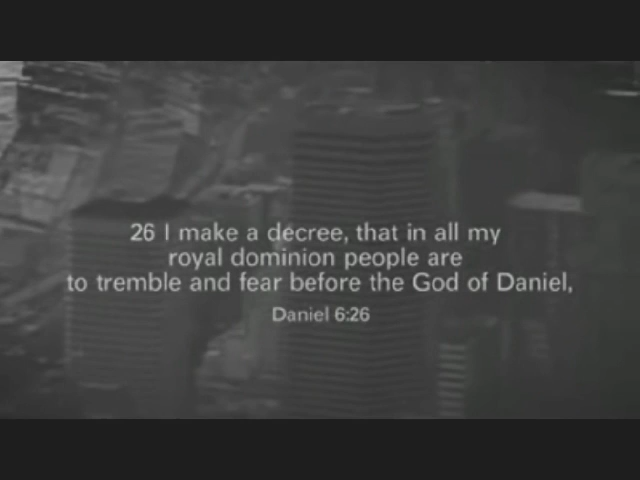 26 I make a decree, that in all my
royal dominion people are
to tremble and fear before the God of Daniel,
Daniel 6:26